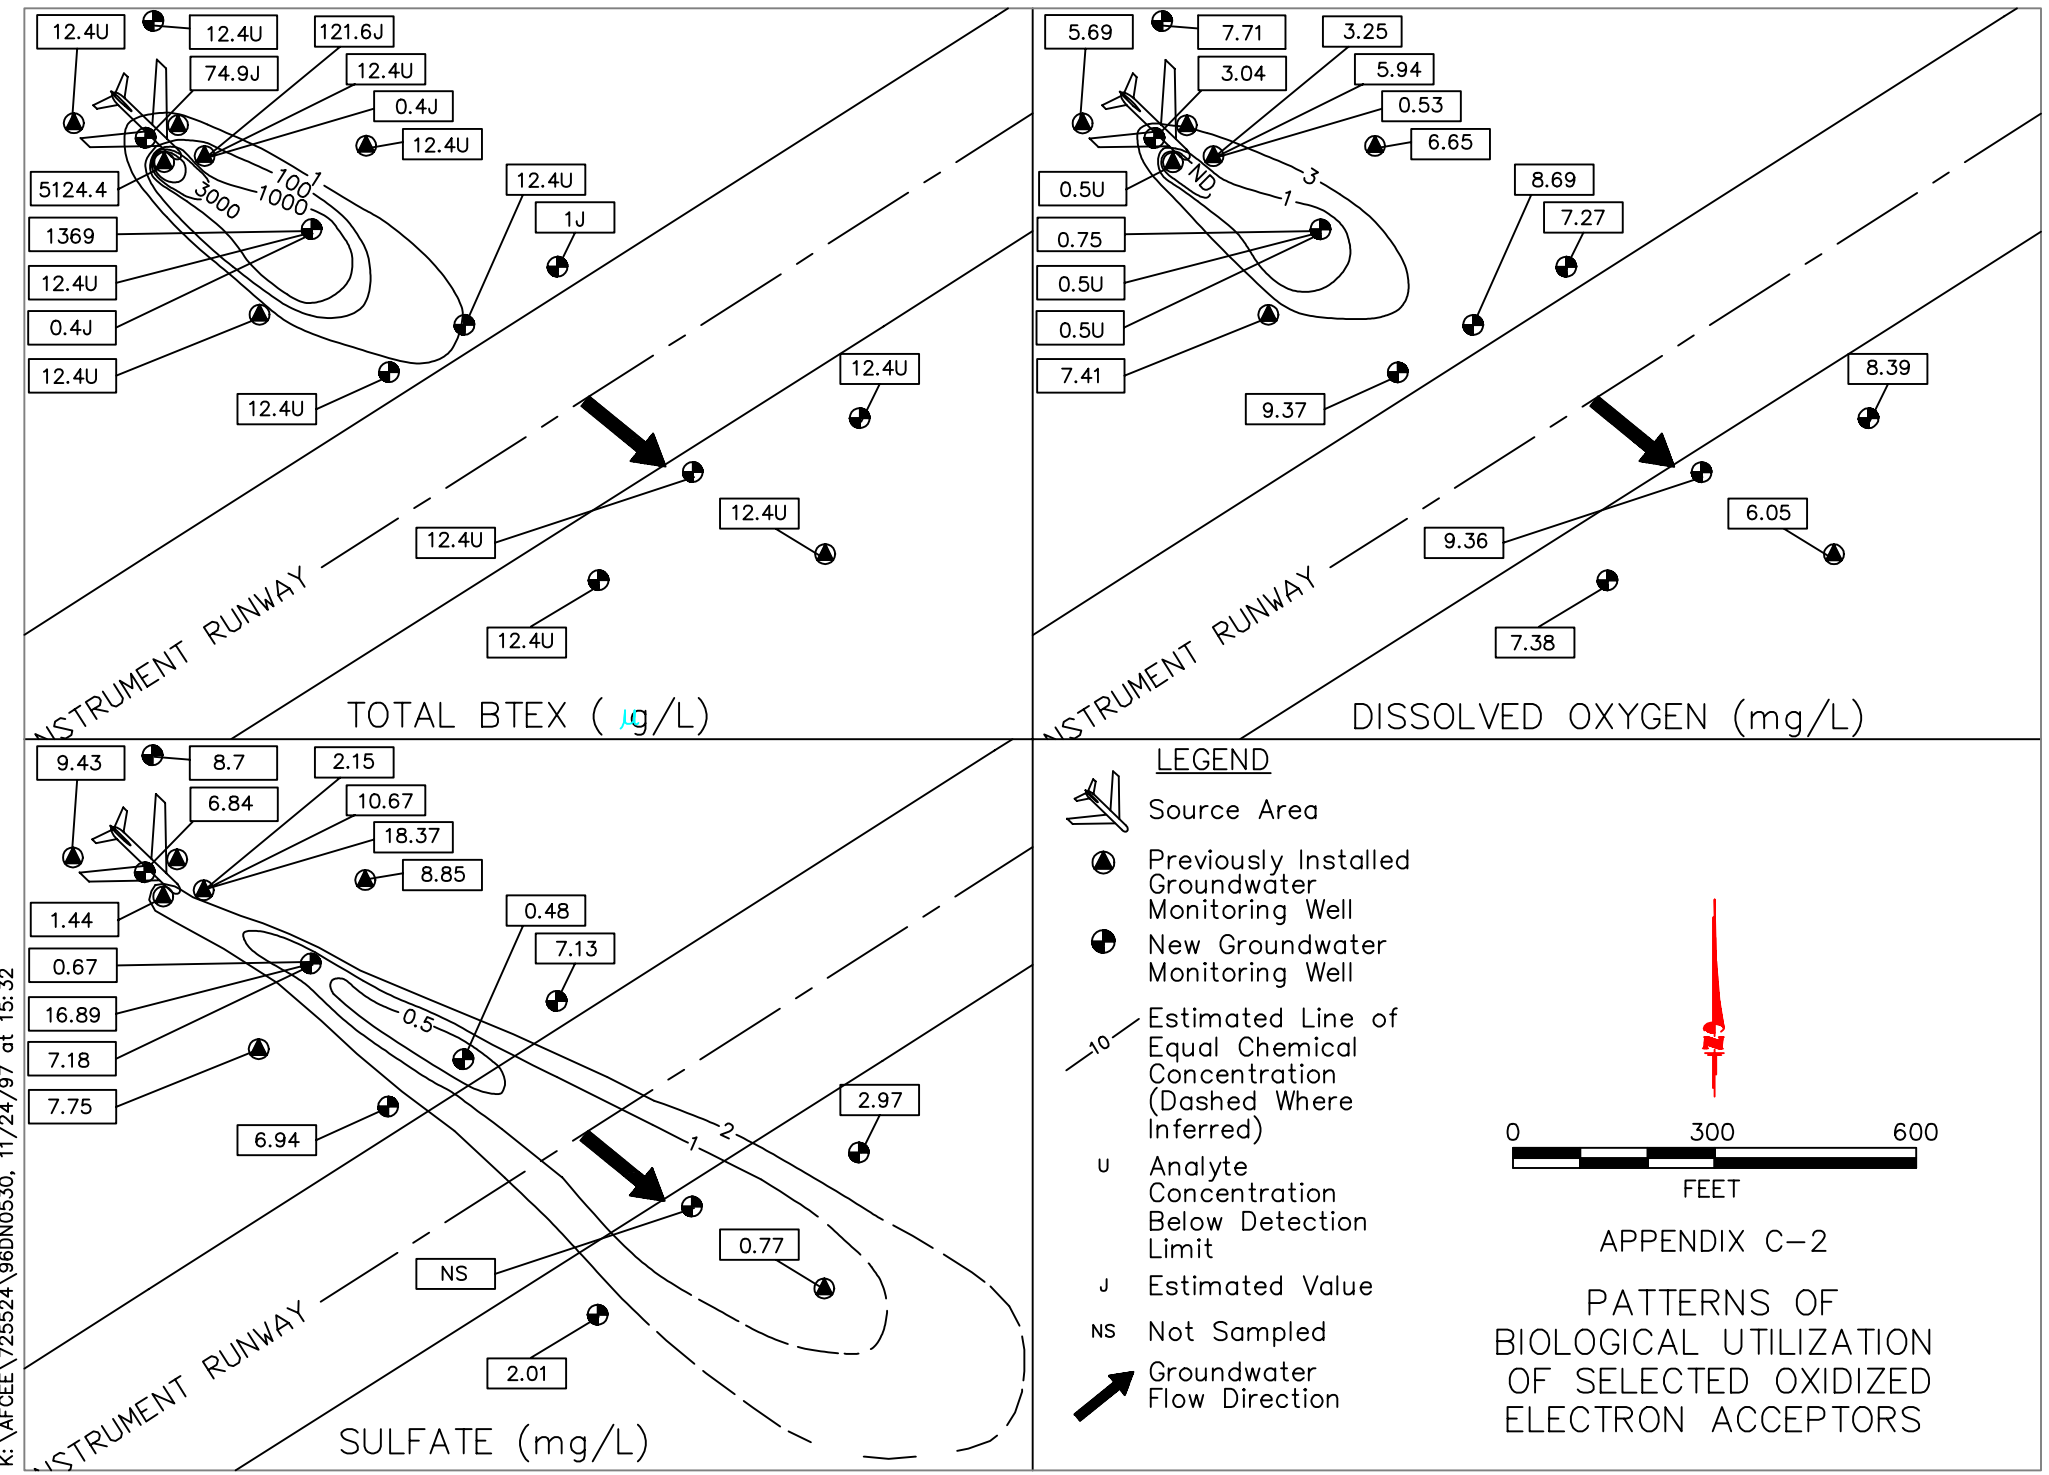 12.4U
12.4U
121.6J
74.9J
12.4U
0.4J
12.4U
5124.4
3000
100
1
1000
12.4U
1J
1369
12.4U
0.4J
12.4U
12.4U
12.4U
12.4U
12.4U
12.4U
NSTRUMENT RUNWAY
TOTAL BTEX ( μg/L)
5.69
7.71
3.25
3.04
5.94
0.53
6.65
0.5U
ND
3
1
8.69
7.27
0.75
0.5U
0.5U
7.41
9.37
8.39
9.36
6.05
7.38
NSTRUMENT RUNWAY
DISSOLVED OXYGEN (mg/L)
9.43
8.7
2.15
6.84
10.67
18.37
8.85
1.44
0.48
7.13
0.67
16.89
0.5
7.18
7.75
6.94
2.97
2
1
0.77
NS
2.01
NSTRUMENT RUNWAY
SULFATE (mg/L)
K:\AFCEE\725524\96DN0530, 11/24/97 at 15:32
LEGEND
Source Area
Previously Installed
Groundwater
Monitoring Well
New Groundwater
Monitoring Well
10
Estimated Line of
Equal Chemical
Concentration
(Dashed Where
Inferred)
U Analyte
Concentration
Below Detection
Limit
J Estimated Value
NS Not Sampled
Groundwater
Flow Direction
N
0 300 600
FEET
APPENDIX C-2
PATTERNS OF
BIOLOGICAL UTILIZATION
OF SELECTED OXIDIZED
ELECTRON ACCEPTORS